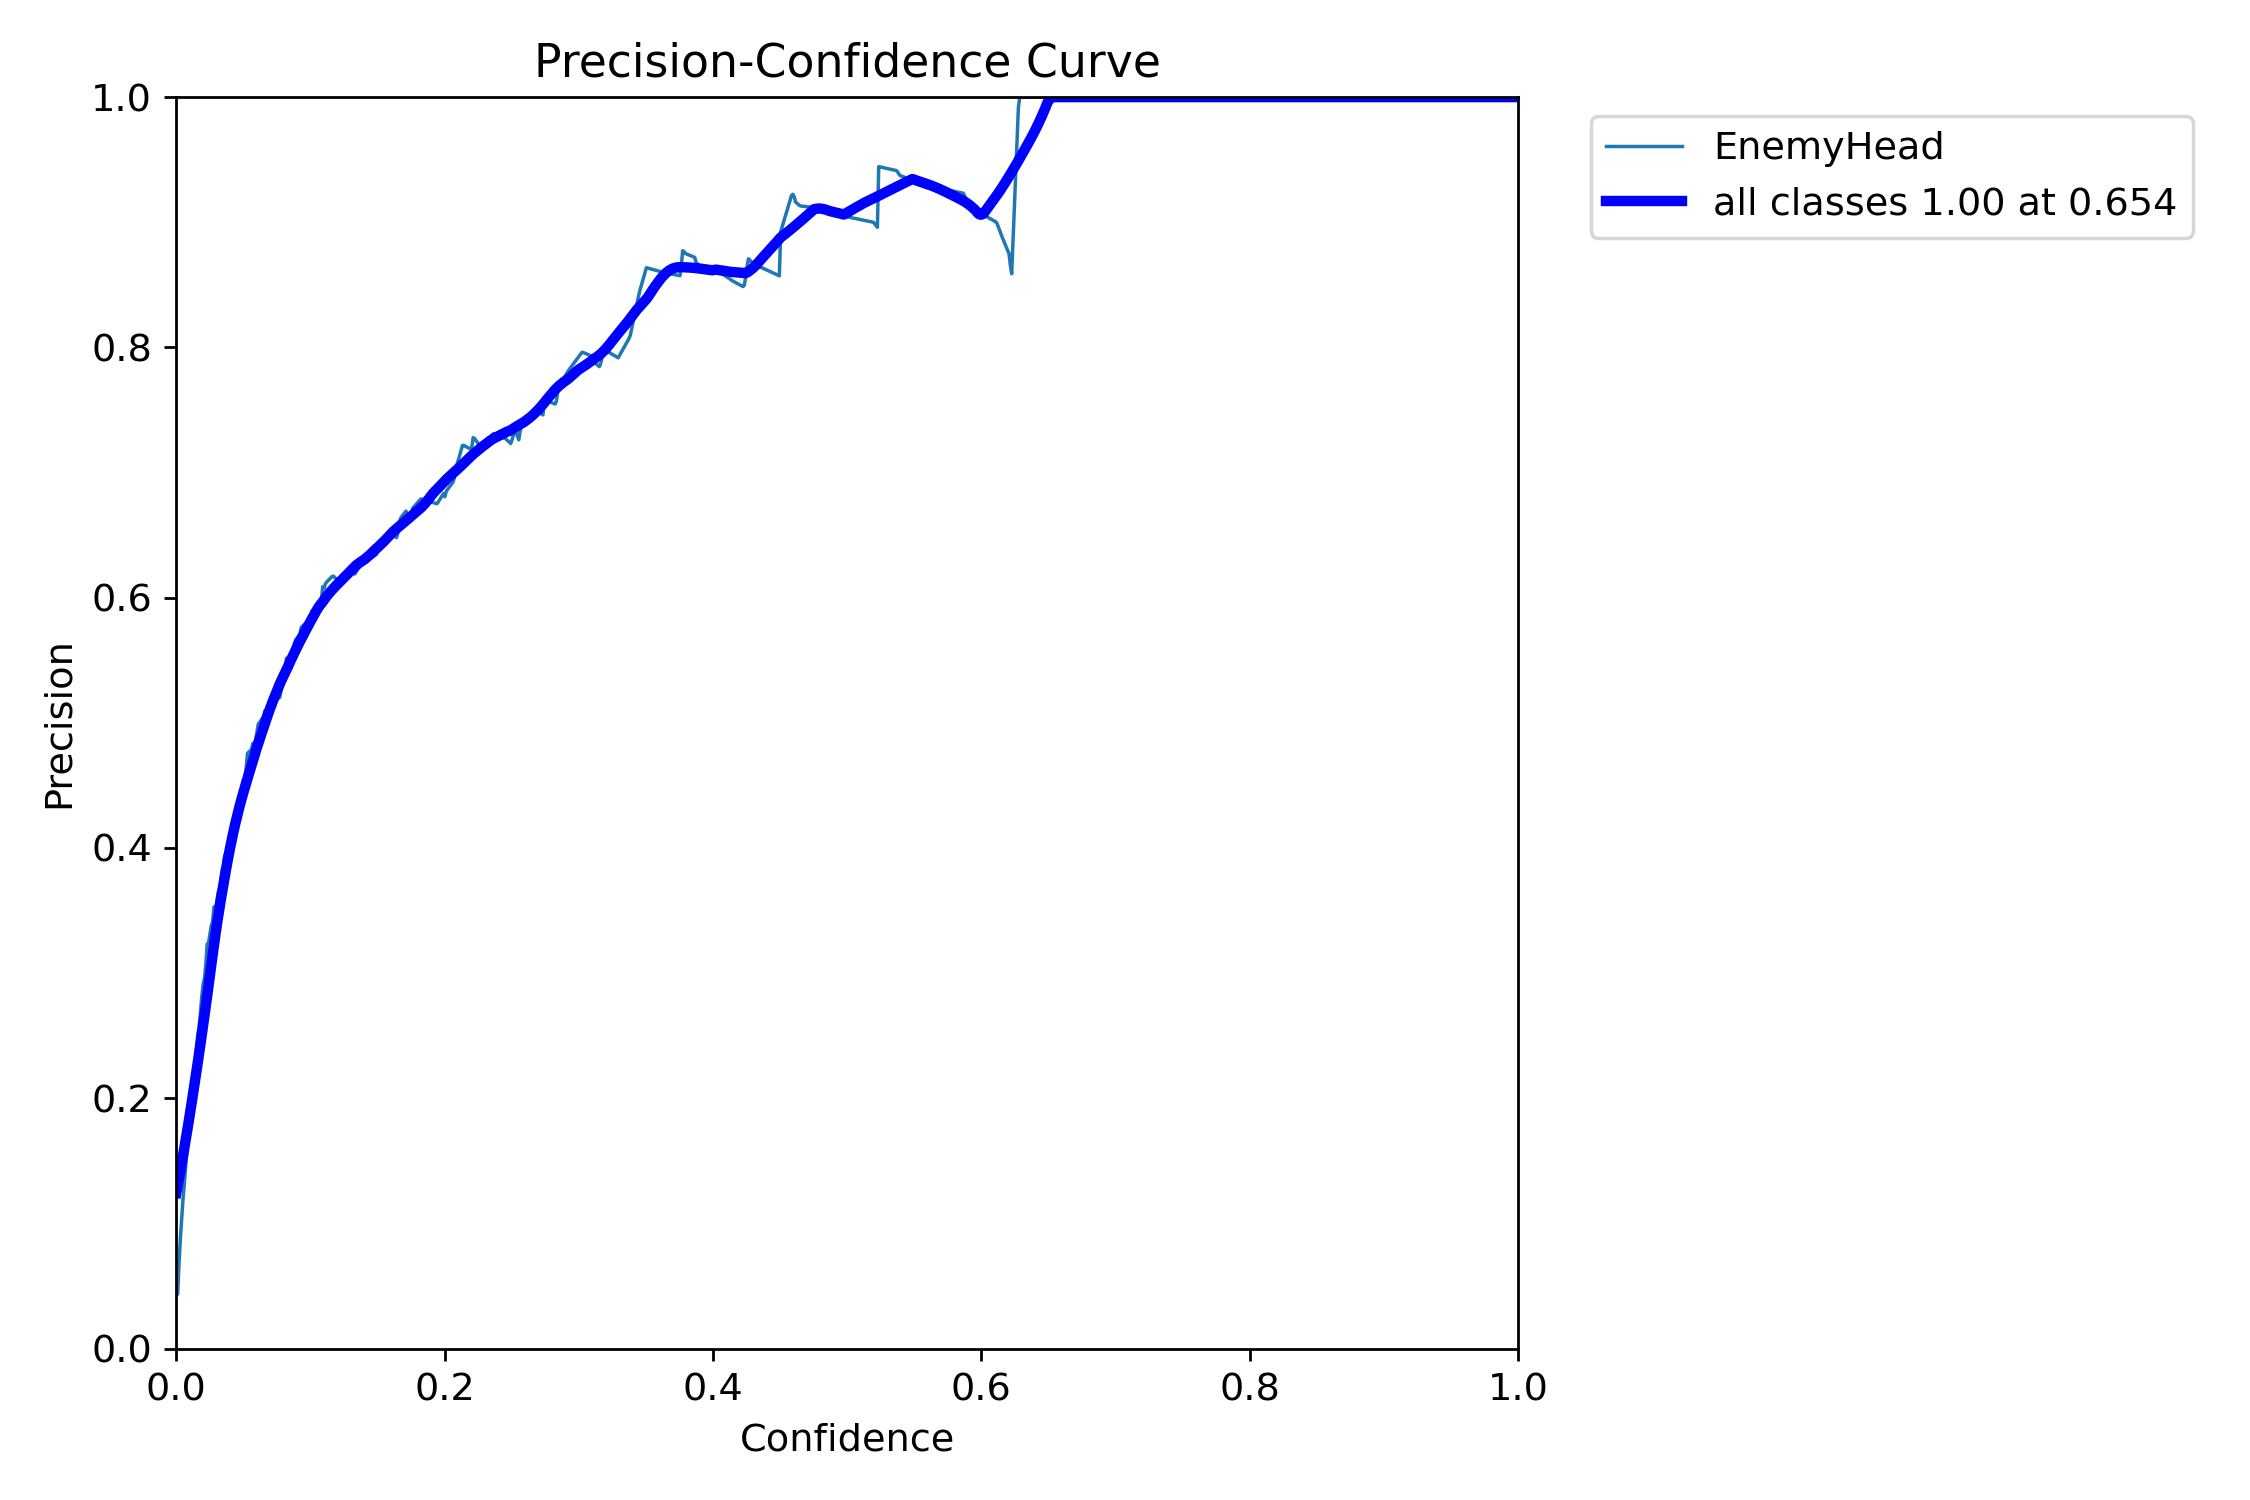 Precision-Confidence Curve
1.0
0.8
0.6
0.4
0.2
0.0
Precision
0.0 0.2 0.4 0.6 0.8 1.0
Confidence
EnemyHead
all classes 1.00 at 0.654